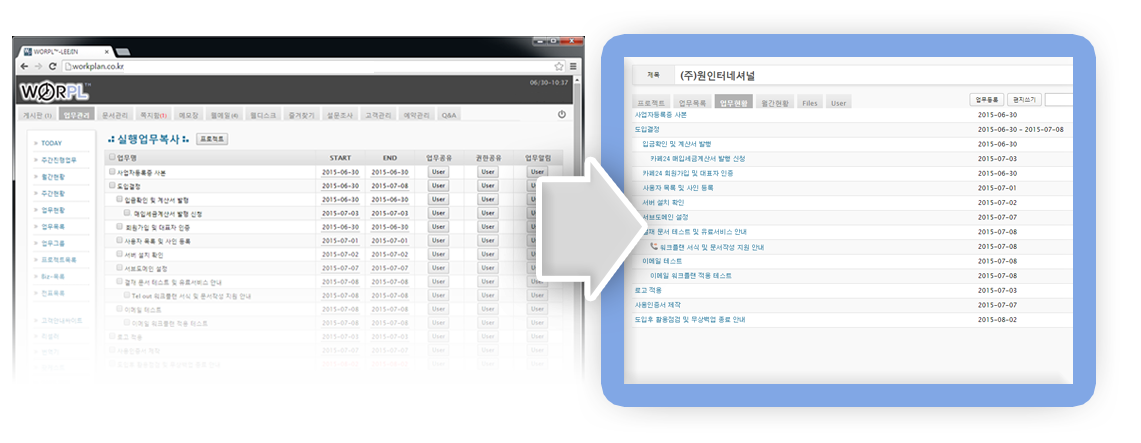 WORPL™-LEEJIN
workplan.co.kr
WORPL™
06/30-10:37
게시판 (1) 업무관리 문서관리 쪽지함(1) 메모장 웹메일(4) 웹디스크 즐겨찾기 설문조사 고객관리 예약관리 Q&A
» TODAY
» 주간진행업무
» 월간현황
» 주간현황
» 업무현황
» 업무목록
» 업무그룹
» 프로젝트목록
» Biz-목록
» 컨표목록
» 고객안내싸이트
실행업무복사 프로젝트
업무명 START END 업무공유 권한공유 업무알림
사업자등록증 사본 2015-06-30 2015-06-30 User User User
도입결정 2015-06-30 2015-07-08 User User User
입금확인 및 계산서 발행 2015-06-30 2015-06-30 User User User
매입세금계산서 발행 신청 2015-07-03 2015-07-03 User User User
회원가입 및 대표자 인증 2015-06-30 2015-06-30 User User User
사용자 목록 및 사인 등록 2015-07-01 2015-07-01 User User
서버 설치 확인 2015-07-02 2015-07-02 User User
서브도메인 설정 2015-07-07 2015-07-07 User User
결재 문서 테스트 및 유료서비스 안내 2015-07-08 2015-07-08 User User
Tel out 워크플랜 서식 및 문서작성 지원 안내 2015-07-08 2015-07-08 User User
이메일 테스트 2015-07-08 2015-07-08 User User User
이메일 워크플랜 적용 테스트 2015-07-08 2015-07-08 User User User
로고 적용 2015-07-03 2015-07-03 User User User
사용인증서 제작 2015-07-07 2015-07-07 User User User
제목 (주)원인터네셔널
프로젝트 업무목록 업무현황 월간현황 Files User 업무등록 편지쓰기
사업자등록증 사본 2015-06-30
도입결정 2015-06-30 ~ 2015-07-08
입금확인 및 계산서 발행 2015-06-30
카페24 매입세금계산서 발행 신청 2015-07-03
카페24 회원가입 및 대표자 인증 2015-06-30
사용자 목록 및 사인 등록 2015-07-01
서버 설치 확인 2015-07-02
서브도메인 설정 2015-07-07
결재 문서 테스트 및 유료서비스 안내 2015-07-08
워크플랜 서식 및 문서작성 지원 안내 2015-07-08
이메일 테스트 2015-07-08
이메일 워크플랜 적용 테스트 2015-07-08
로고 적용 2015-07-03
사용인증서 제작 2015-07-07
도입후 활용점검 및 무상백업 종료 안내 2015-08-02